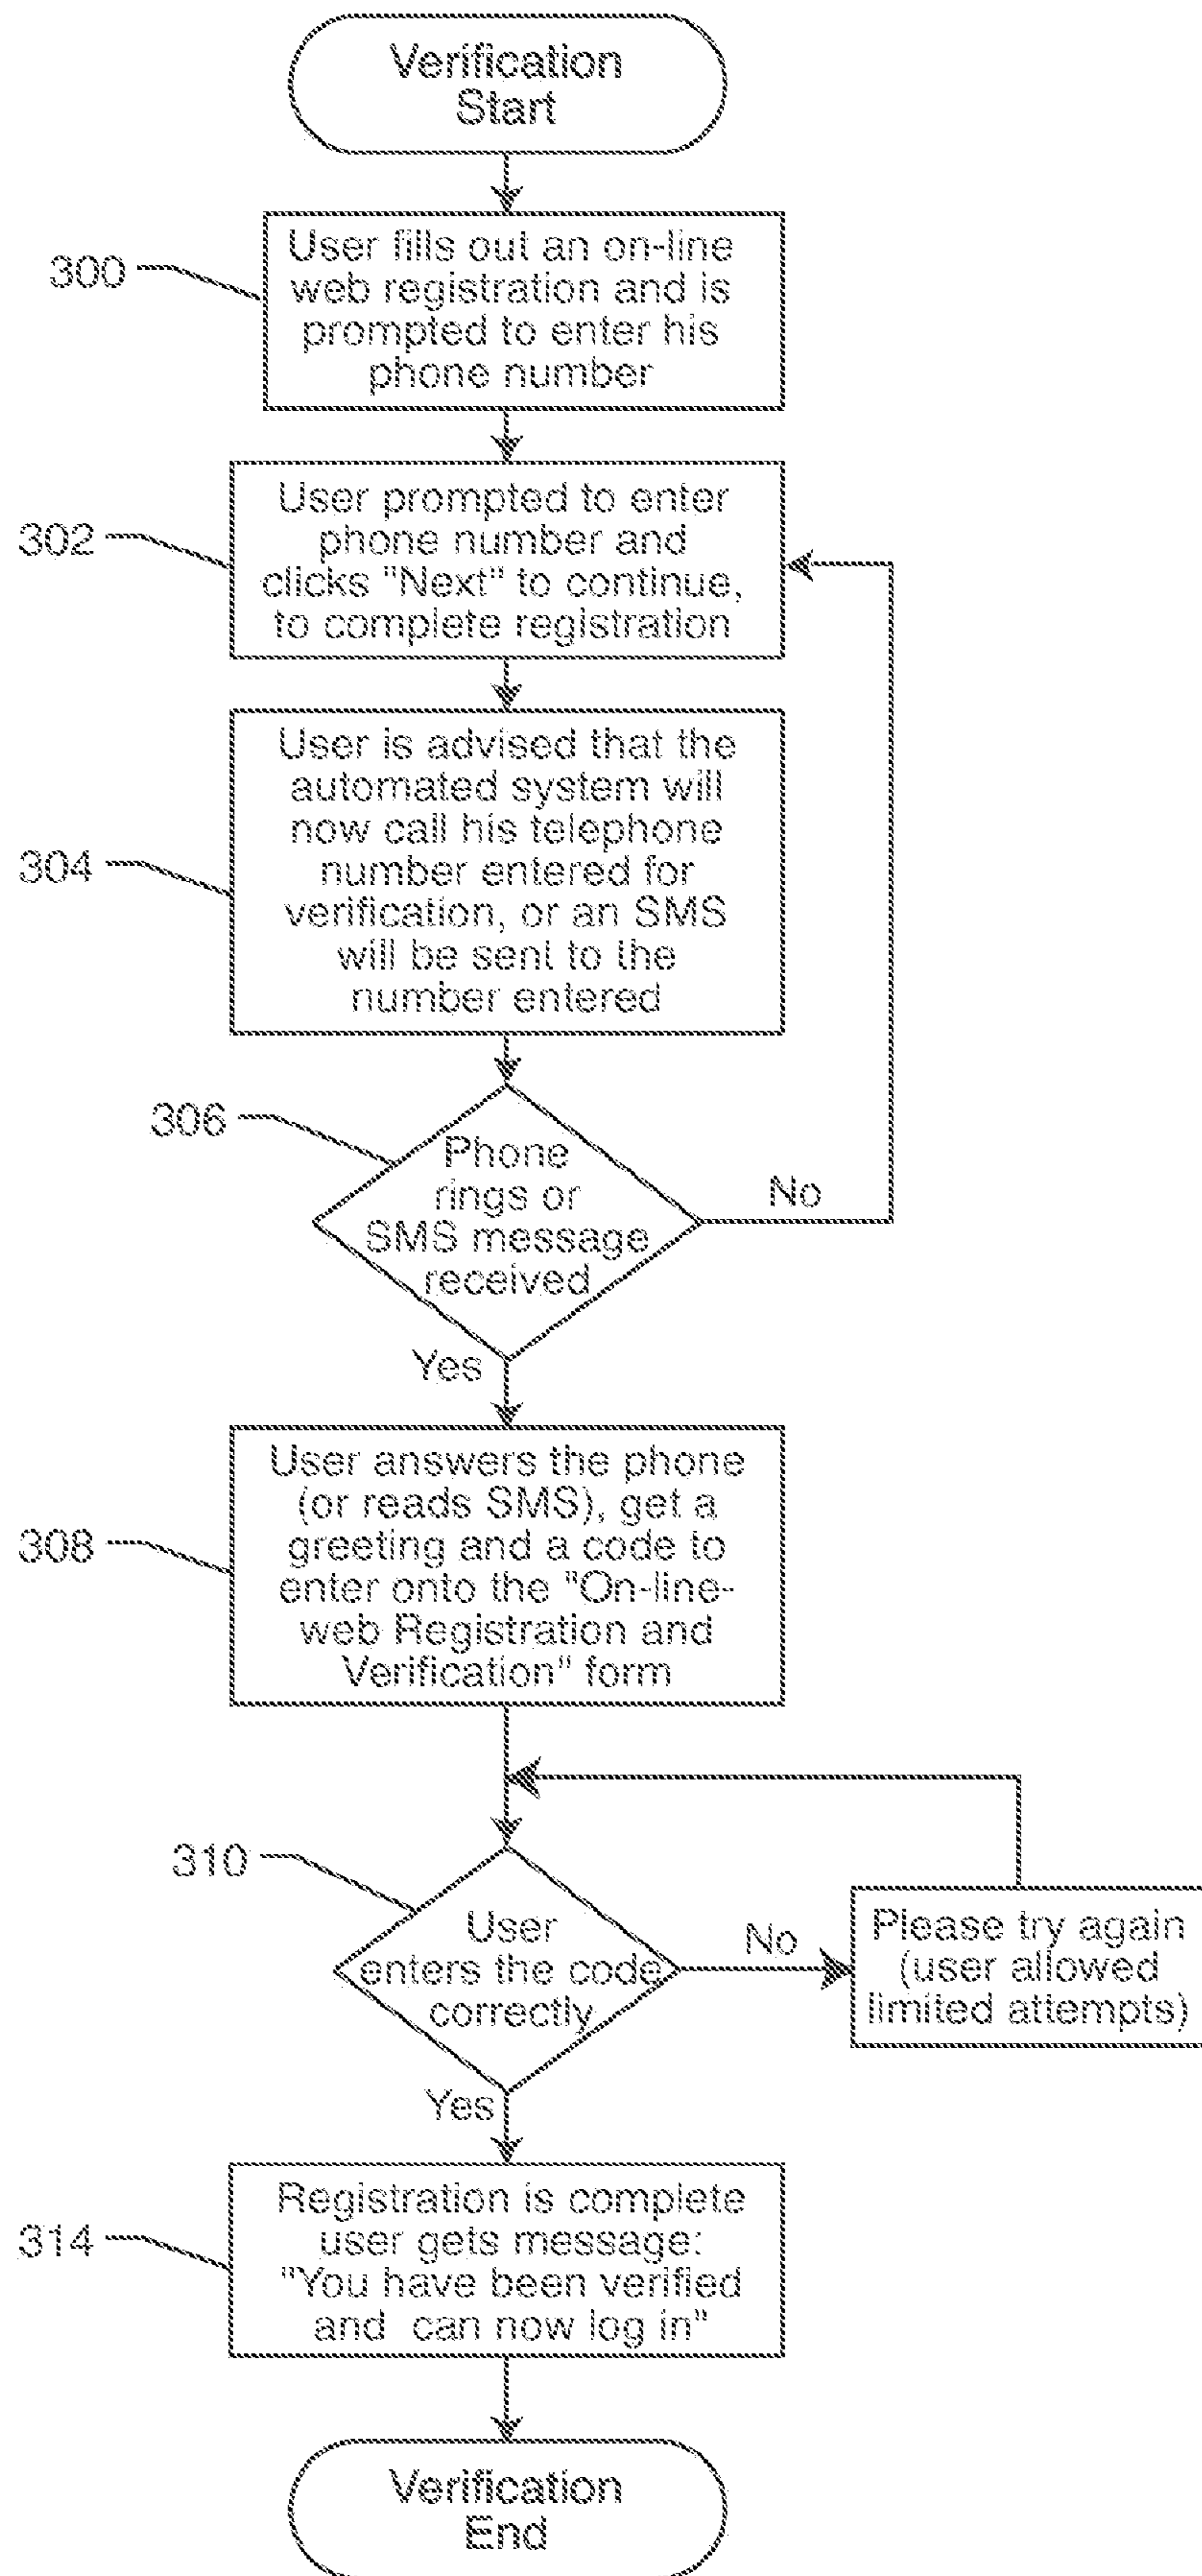 Verification
Start
300
User fills out an on-line
web registration and is
prompted to enter his
phone number
302
User prompted to enter
phone number and
clicks "Next" to continue,
to complete registration
304
User is advised that the
automated system will
now call his telephone
number entered for
verification, or an SMS
will be sent to the
number entered
306
Phone
rings or
SMS message
received
No
Yes
308
User answers the phone
(or reads SMS), get a
greeting and a code to
enter onto the "On-line-
web Registration and
Verification" form
310
User
enters the code
correctly
No
Please try again
(user allowed
limited attempts)
Yes
314
Registration is complete
user gets message:
"You have been verified
and can now log in"
Verification
End